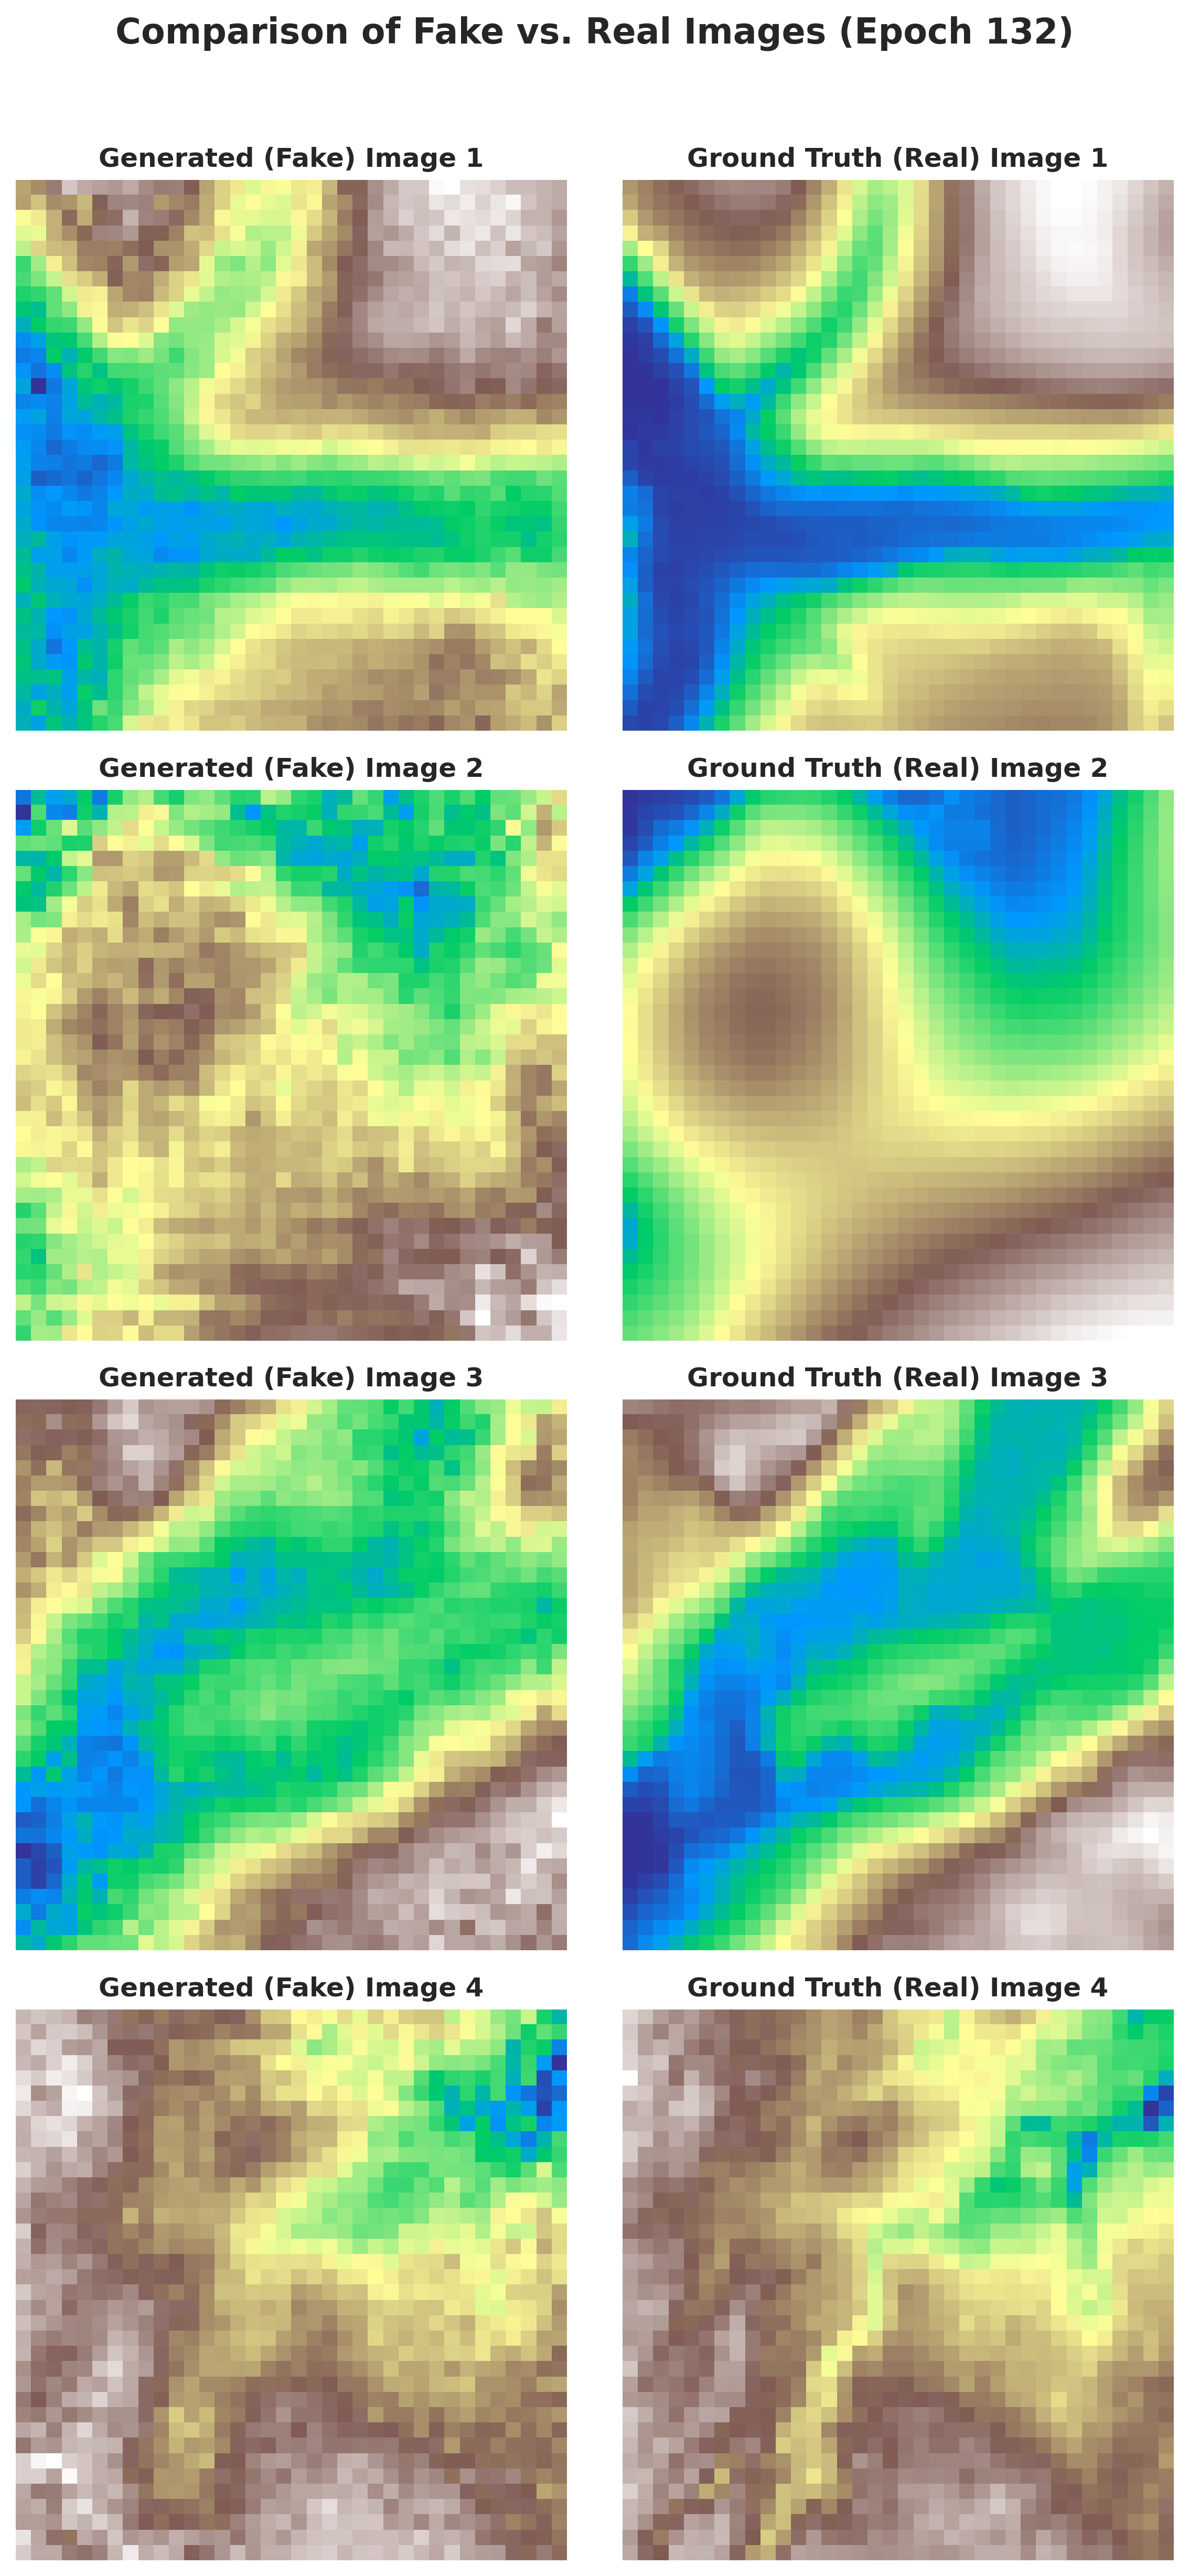 Comparison of Fake vs. Real Images (Epoch 132)
Generated (Fake) Image 1
Ground Truth (Real) Image 1
Generated (Fake) Image 2
Ground Truth (Real) Image 2
Generated (Fake) Image 3
Ground Truth (Real) Image 3
Generated (Fake) Image 4
Ground Truth (Real) Image 4